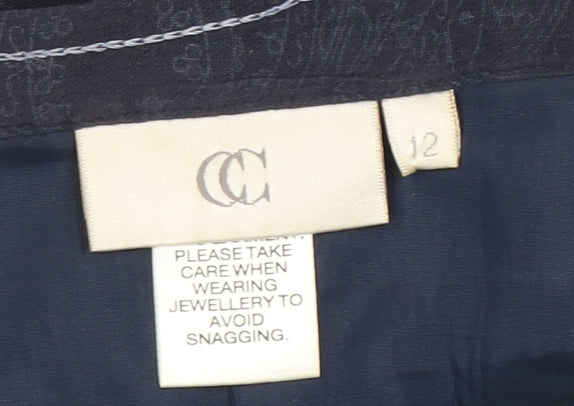 CC
12
PLEASE TAKE
CARE WHEN
WEARING
JEWELLERY TO
AVOID
SNAGGING.